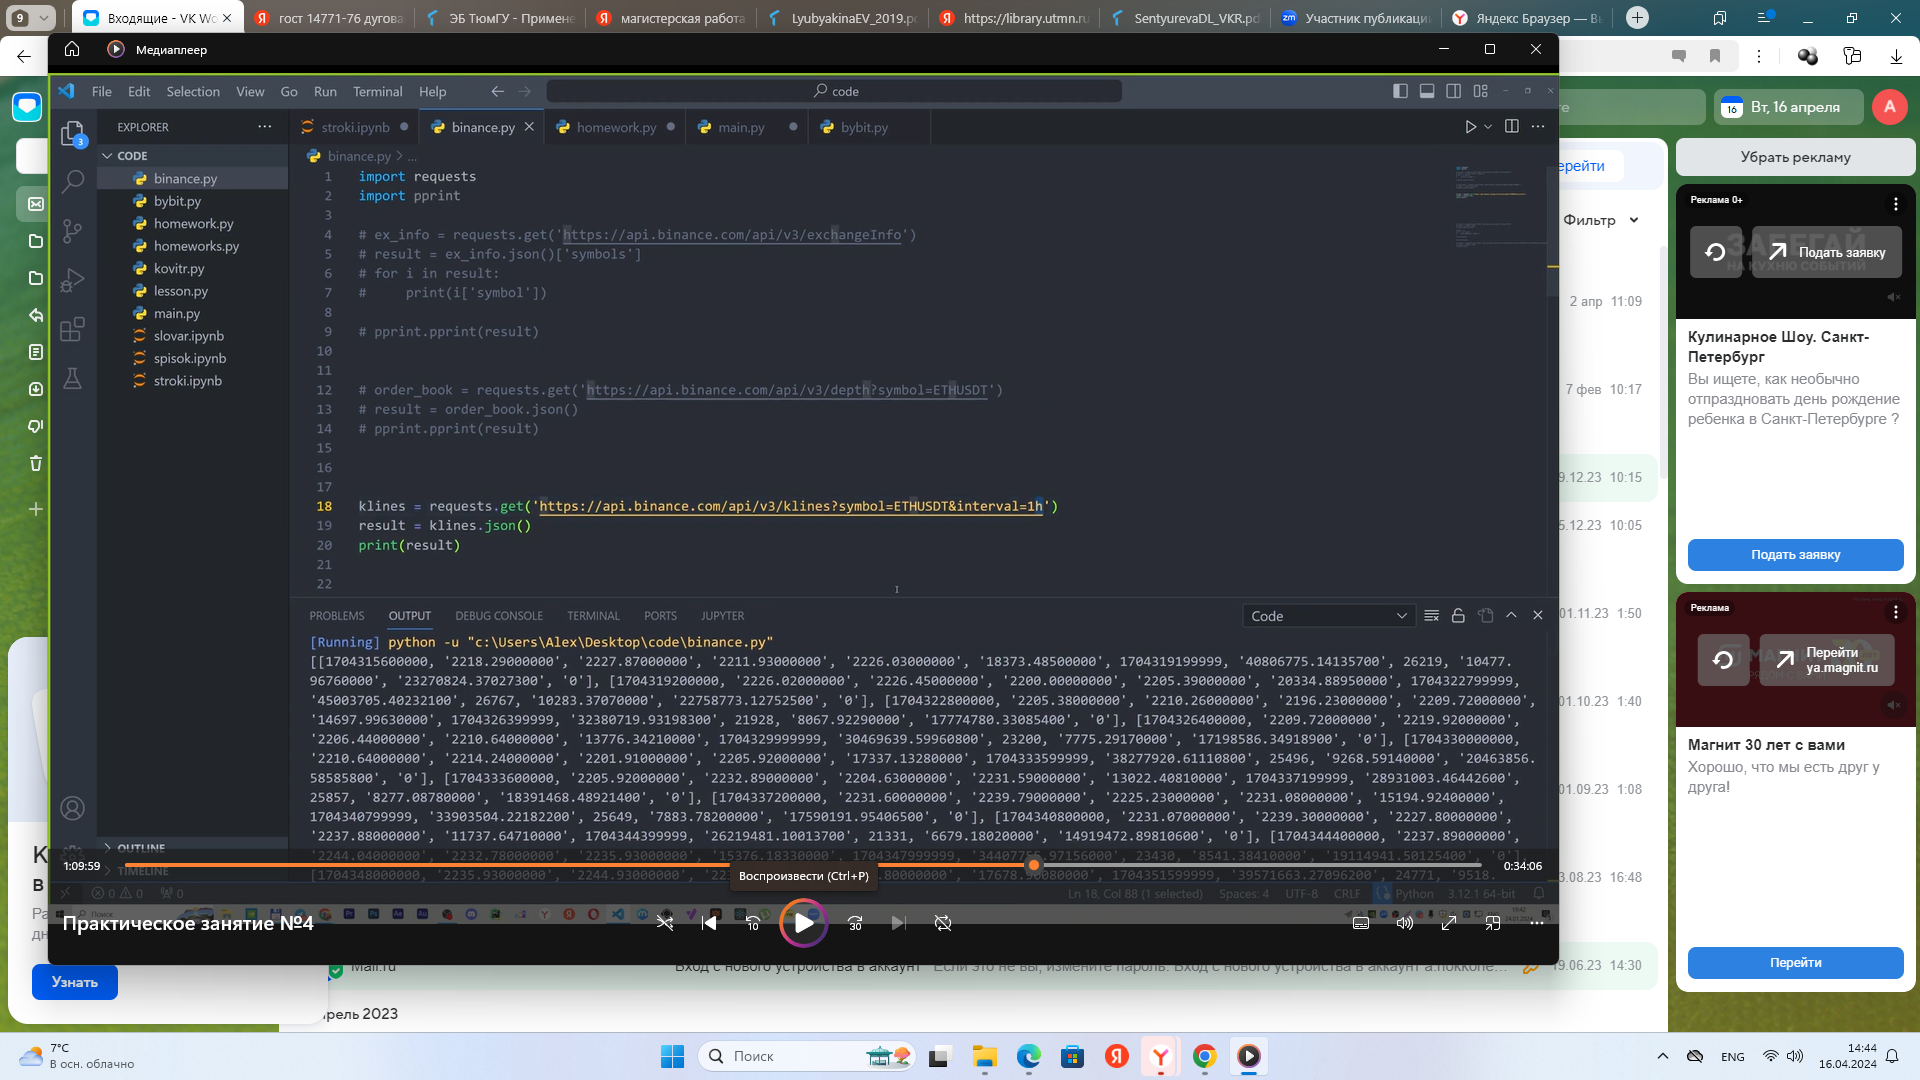 9
Входящие - VK Wo
гост 14771-76 дугова
ЭБ ТюмГУ - Примене
магистерская работа
LyubyakinaEV_2019.pd
https://library.utmn.ru
SentyurevaDL_VKR.pd
zm Участник публикаци
Яндекс Браузер — В
Медиаплеер
File Edit Selection View Go Run Terminal Help
code
Вт, 16 апреля
16
А
EXPLORER
CODE
3
binance.py
bybit.py
homework.py
homeworks.py
kovitr.py
lesson.py
main.py
slovar.ipynb
spisok.ipynb
stroki.ipynb
OUTLINE
TIMELINE
stroki.ipynb
binance.py
homework.py
main.py
bybit.py
binance.py > ...
1 import requests
2 import pprint
3
4 # ex_info = requests.get('https://api.binance.com/api/v3/exchangeInfo')
5 # result = ex_info.json()['symbols']
6 # for i in result:
7 #     print(i['symbol'])
8
9 # pprint.pprint(result)
10
11
12 # order_book = requests.get('https://api.binance.com/api/v3/depth?symbol=ETHUSDT')
13 # result = order_book.json()
14 # pprint.pprint(result)
15
16
17
18 klines = requests.get('https://api.binance.com/api/v3/klines?symbol=ETHUSDT&interval=1h')
19 result = klines.json()
20 print(result)
21
22
PROBLEMS OUTPUT DEBUG CONSOLE TERMINAL PORTS JUPYTER
Code
[Running] python -u "c:\Users\Alex\Desktop\code\binance.py"
[[1704315600000, '2218.29000000', '2227.87000000', '2211.93000000', '2226.03000000', '18373.48500000', 1704319199999, '40806775.14135700', 26219, '10477.
96760000', '23270824.37027300', '0'], [1704319200000, '2226.02000000', '2226.45000000', '2200.00000000', '2205.39000000', '20334.88950000', 1704322799999,
'45003705.40232100', 26767, '10283.37070000', '22758773.12752500', '0'], [1704322800000, '2205.38000000', '2210.26000000', '2196.23000000', '2209.72000000',
'14697.99630000', 1704326399999, '32380719.93198300', 21928, '8067.92290000', '17774780.33085400', '0'], [1704326400000, '2209.72000000', '2219.92000000',
'2206.44000000', '2210.64000000', '13776.34210000', 1704329999999, '30469639.59960800', 23200, '7775.29170000', '17198586.34918900', '0'], [1704330000000,
'2210.64000000', '2214.24000000', '2201.91000000', '2205.92000000', '17337.13280000', 1704333599999, '38277920.61110800', 25496, '9268.59140000', '20463856.
58585800', '0'], [1704333600000, '2205.92000000', '2232.89000000', '2204.63000000', '2231.59000000', '13022.40810000', 1704337199999, '28931003.46442600',
25857, '8277.08780000', '18391468.48921400', '0'], [1704337200000, '2231.60000000', '2239.79000000', '2225.23000000', '2231.08000000', '15194.92400000',
1704340799999, '33903504.22182200', 25649, '7883.78200000', '17590191.95406500', '0'], [1704340800000, '2231.07000000', '2239.30000000', '2227.80000000',
'2237.88000000', '11737.64710000', 1704344399999, '26219481.10013700', 21331, '6679.18020000', '14919472.89810600', '0'], [1704344400000, '2237.89000000',
'2244.04000000', '2232.78000000', '2235.93000000', '15376.18330000', 1704347999999, '34407755.97156000', 23430, '8541.38410000', '19114941.50125400', '0'],
[1704348000000, '2235.93000000', '2244.93000000', 1704351599999, '39571663.27096200', 24771, '9518.
1:09:59
0:34:06
Воспроизвести (Ctrl+P)
0 0 0
Ln 18, Col 88 (1 selected) Spaces: 4 UTF-8 CRLF Python 3.12.1 64-bit
Практическое занятие №4
10
30
ерейти
Фильтр
2 апр 11:09
7 фев 10:17
9.12.23 10:15
5.12.23 10:05
01.11.23 1:50
01.10.23 1:40
01.09.23 1:08
3.08.23 16:48
9.06.23 14:30
Убрать рекламу
Реклама 0+
ЗАБЕГАЙ
НА КУХНЮ СОБЫТИЙ
Подать заявку
Кулинарное Шоу. Санкт-
Петербург
Вы ищете, как необычно
отпраздновать день рождение
ребенка в Санкт-Петербурге ?
Подать заявку
Реклама
Перейти
ya.magnit.ru
Магнит 30 лет с вами
Хорошо, что мы есть друг у
друга!
Перейти
К
в
Ра
дн
Узнать
Mail.ru
Вход с нового устройства в аккаунт
Если это не вы, измените пароль. Вход с нового устройства в аккаунт
прель 2023
7°C
В осн. облачно
Поиск
ENG
14:44
16.04.2024